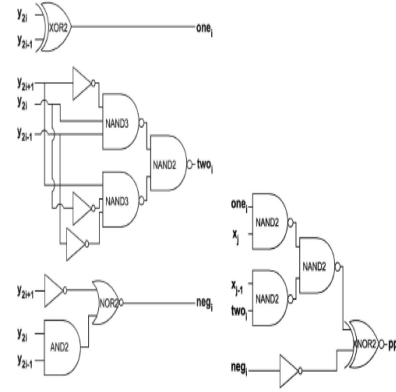 y2i
y2i-1
XOR2
onei
y2i+1
y2i
y2i-1
NAND3
NAND2
twoi
NAND3
y2i+1
NOR2
negi
y2i
y2i-1
AND2
onei
xj
NAND2
NAND2
xj-1
twoi
NAND2
XNOR2
negi